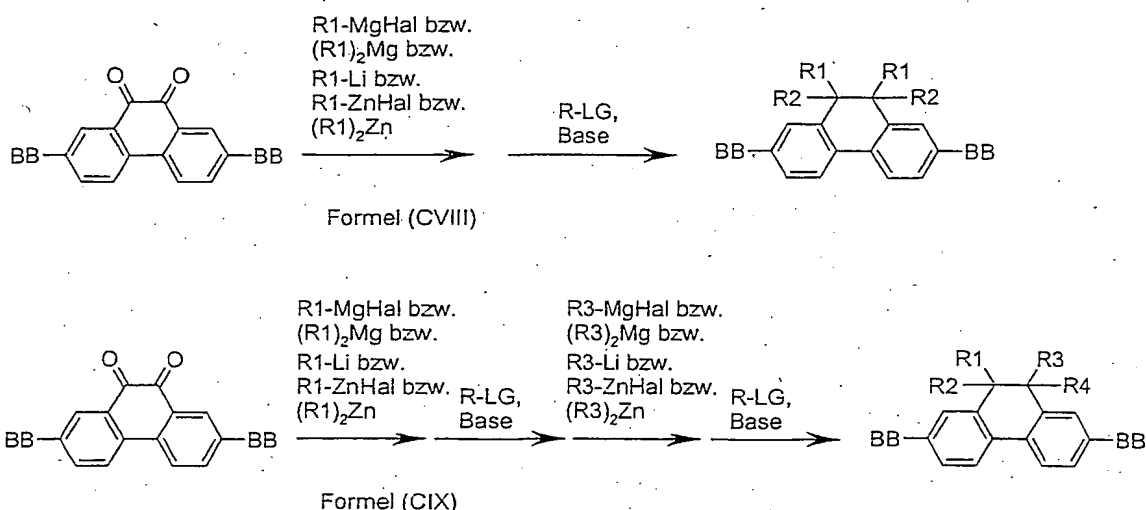 R1-MgHal bzw.
(R1)₂Mg bzw.
R1-Li bzw.
R1-ZnHal bzw.
(R1)₂Zn
R-LG,
Base
O O
BB BB
R1 R1
R2 R2
BB BB
Formel (CVIII)
R1-MgHal bzw.
(R1)₂Mg bzw.
R1-Li bzw.
R1-ZnHal bzw.
(R1)₂Zn
R-LG,
Base
R3-MgHal bzw.
(R3)₂Mg bzw.
R3-Li bzw.
R3-ZnHal bzw.
(R3)₂Zn
R-LG,
Base
O O
BB BB
R1 R3
R2 R4
BB BB
Formel (CIX)